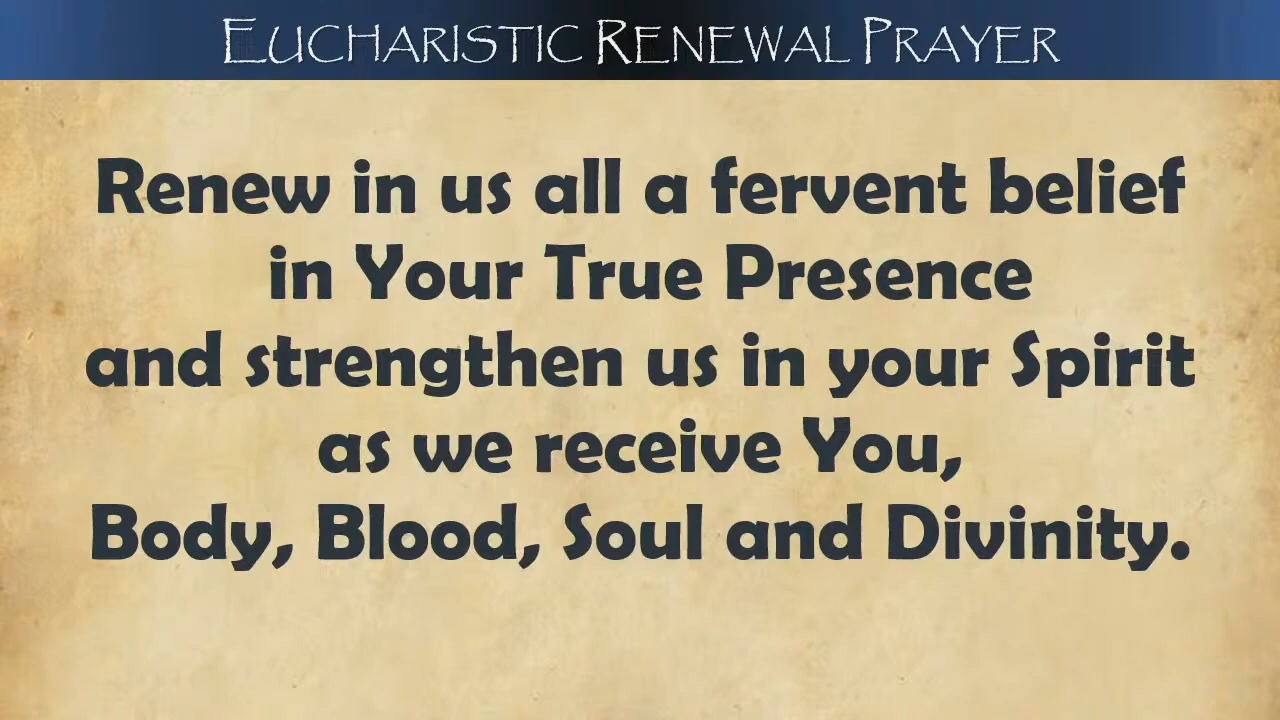 EUCHARISTIC RENEWAL PRAYER
Renew in us all a fervent belief
in Your True Presence
and strengthen us in your Spirit
as we receive You,
Body, Blood, Soul and Divinity.